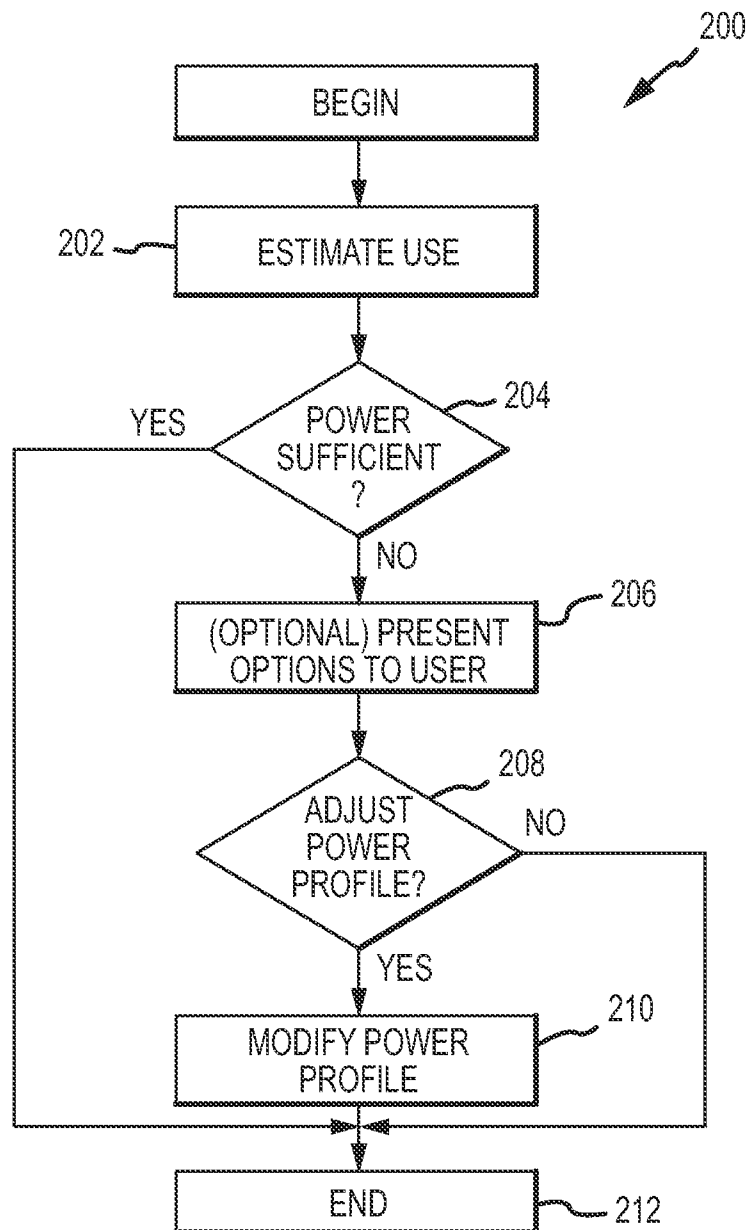 200
BEGIN
202
ESTIMATE USE
204
YES
POWER
SUFFICIENT
?
NO
206
(OPTIONAL) PRESENT
OPTIONS TO USER
208
ADJUST
POWER
PROFILE?
NO
YES
210
MODIFY POWER
PROFILE
END
212